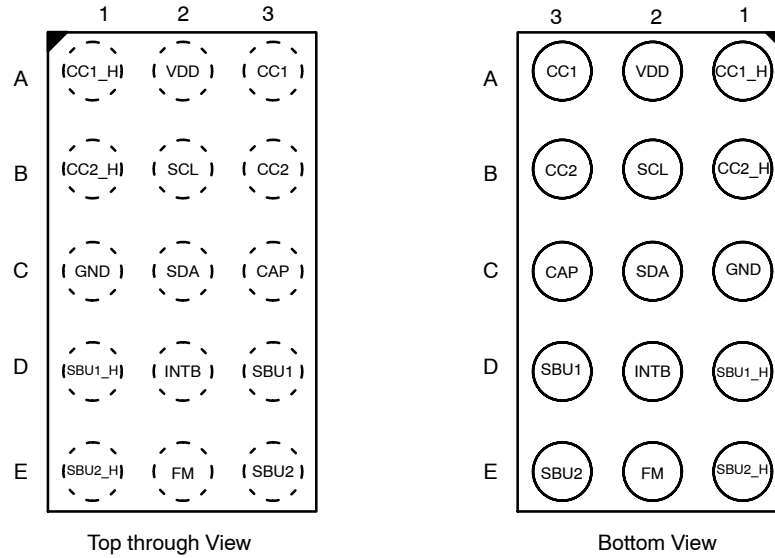 1 2 3
A CC1_H VDD CC1
B CC2_H SCL CC2
C GND SDA CAP
D SBU1_H INTB SBU1
E SBU2_H FM SBU2
Top through View
3 2 1
A CC1 VDD CC1_H
B CC2 SCL CC2_H
C CAP SDA GND
D SBU1 INTB SBU1_H
E SBU2 FM SBU2_H
Bottom View